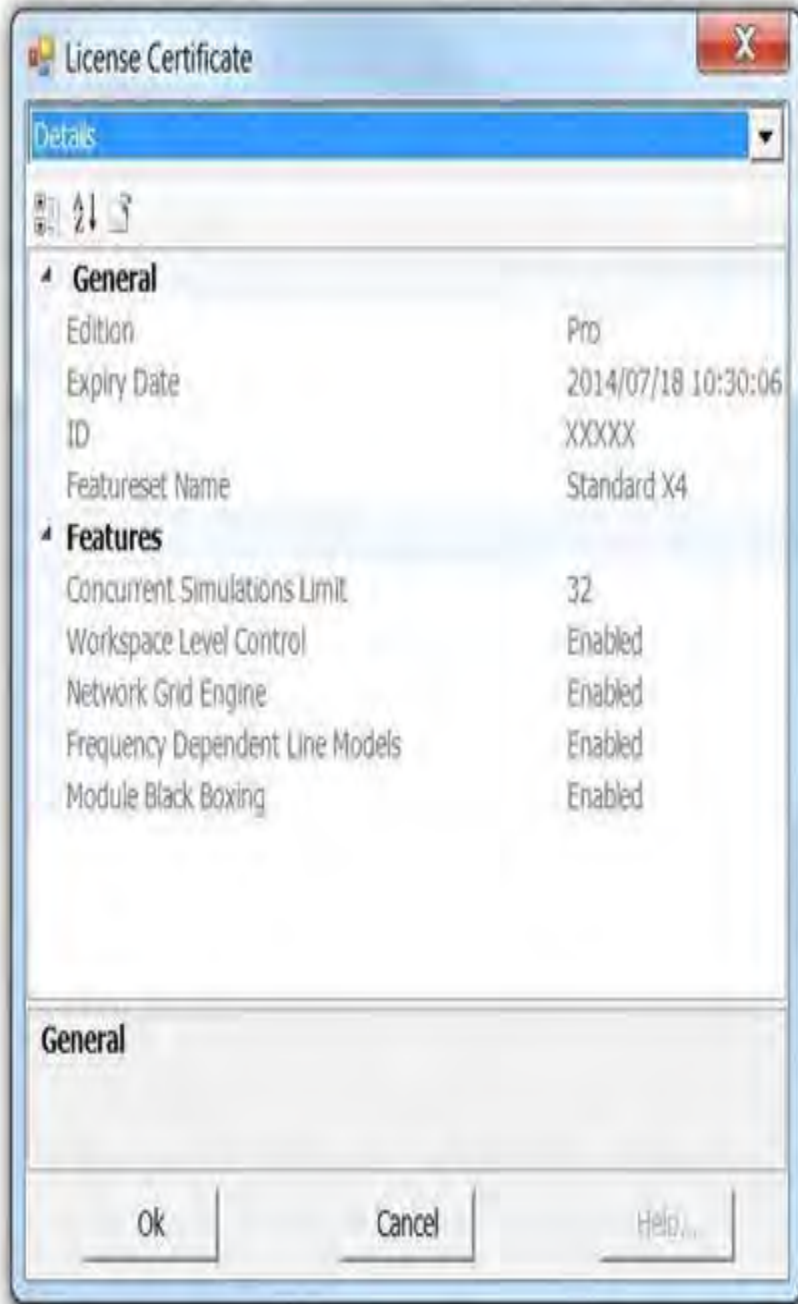 License Certificate
Details
General
Edition Pro
Expiry Date 2014/07/18 10:30:06
ID XXXXX
Featureset Name Standard X4
Features
Concurrent Simulations Limit 32
Workspace Level Control Enabled
Network Grid Engine Enabled
Frequency Dependent Line Models Enabled
Module Black Boxing Enabled
General
Ok Cancel Help...